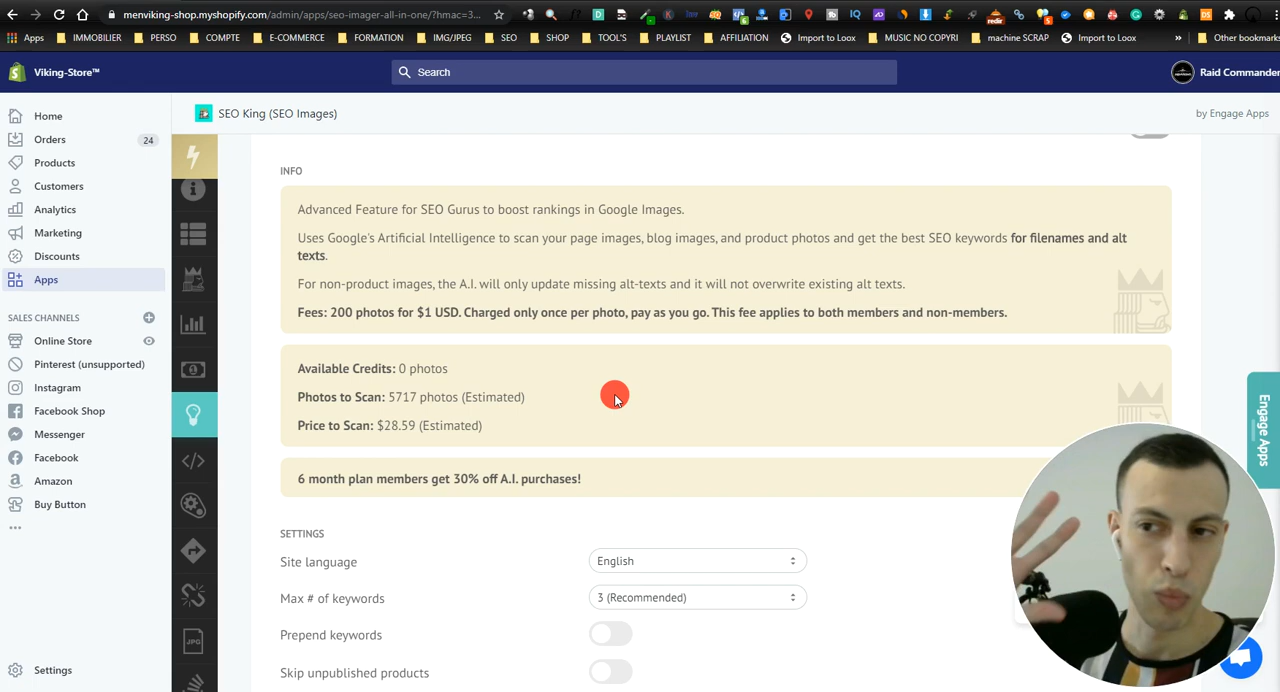 menviking-shop.myshopify.com/admin/apps/seo-imager-all-in-one/?hmac=3...
Apps IMMOBILIER PERSO COMPTE E-COMMERCE FORMATION IMG/JPEG SEO SHOP TOOL'S PLAYLIST AFFILIATION Import to Loox MUSIC NO COPYRI machine SCRAP Import to Loox » Other bookmarks
Viking-Store™
Search
Raid Commander
SEO King (SEO Images)
by Engage Apps
Home
Orders 24
Products
Customers
Analytics
Marketing
Discounts
Apps
SALES CHANNELS
Online Store
Pinterest (unsupported)
Instagram
Facebook Shop
Messenger
Facebook
Amazon
Buy Button
Settings
INFO
Advanced Feature for SEO Gurus to boost rankings in Google Images.
Uses Google's Artificial Intelligence to scan your page images, blog images, and product photos and get the best SEO keywords for filenames and alt
texts.
For non-product images, the A.I. will only update missing alt-texts and it will not overwrite existing alt texts.
Fees: 200 photos for $1 USD. Charged only once per photo, pay as you go. This fee applies to both members and non-members.
Available Credits: 0 photos
Photos to Scan: 5717 photos (Estimated)
Price to Scan: $28.59 (Estimated)
6 month plan members get 30% off A.I. purchases!
SETTINGS
Site language English
Max # of keywords 3 (Recommended)
Prepend keywords
Skip unpublished products
Engage Apps
JPG